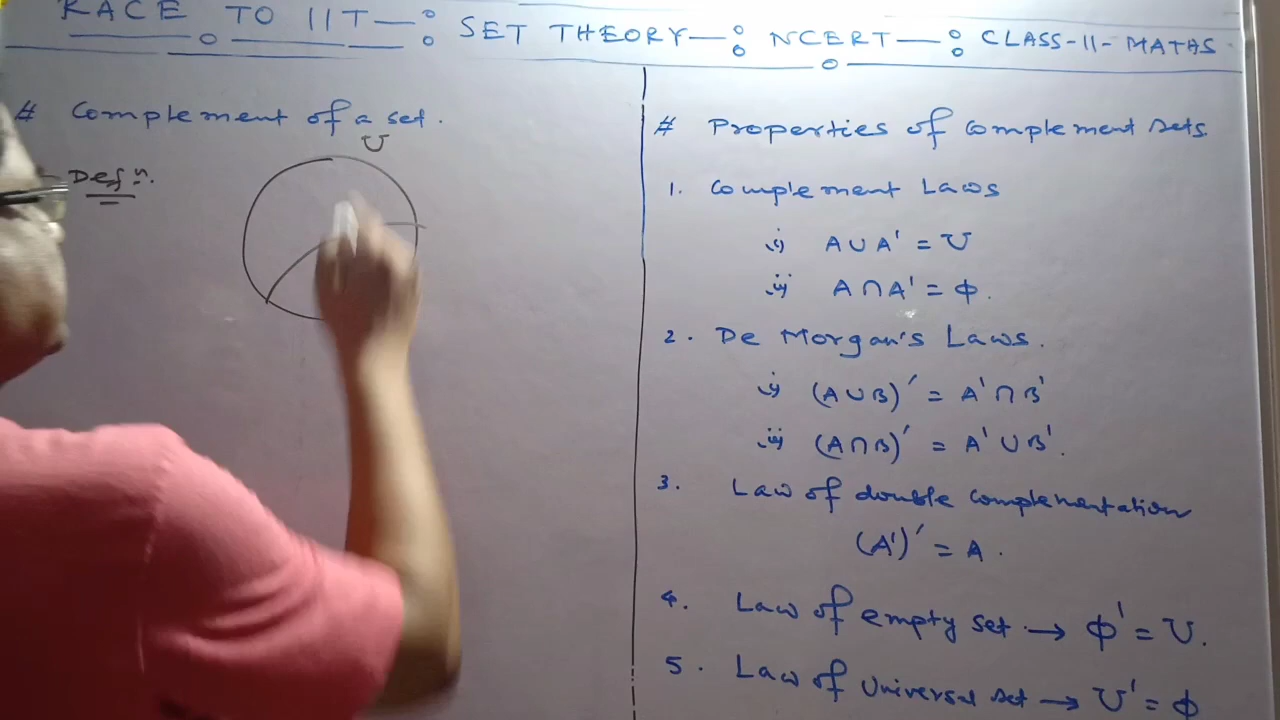 RACE TO IIT —: SET THEORY —: NCERT —: CLASS-11-MATHS
# Complement of a set.
U
Defn.
# Properties of Complement sets
1. Complement Laws
i) A∪A' = U
ii) A∩A' = ϕ.
2. De Morgan's Laws.
i) (A∪B)' = A'∩B'
ii) (A∩B)' = A'∪B'.
3. Law of double complementation
(A')' = A.
4. Law of empty set. → ϕ' = U.
5. Law of Universal set → U' = ϕ